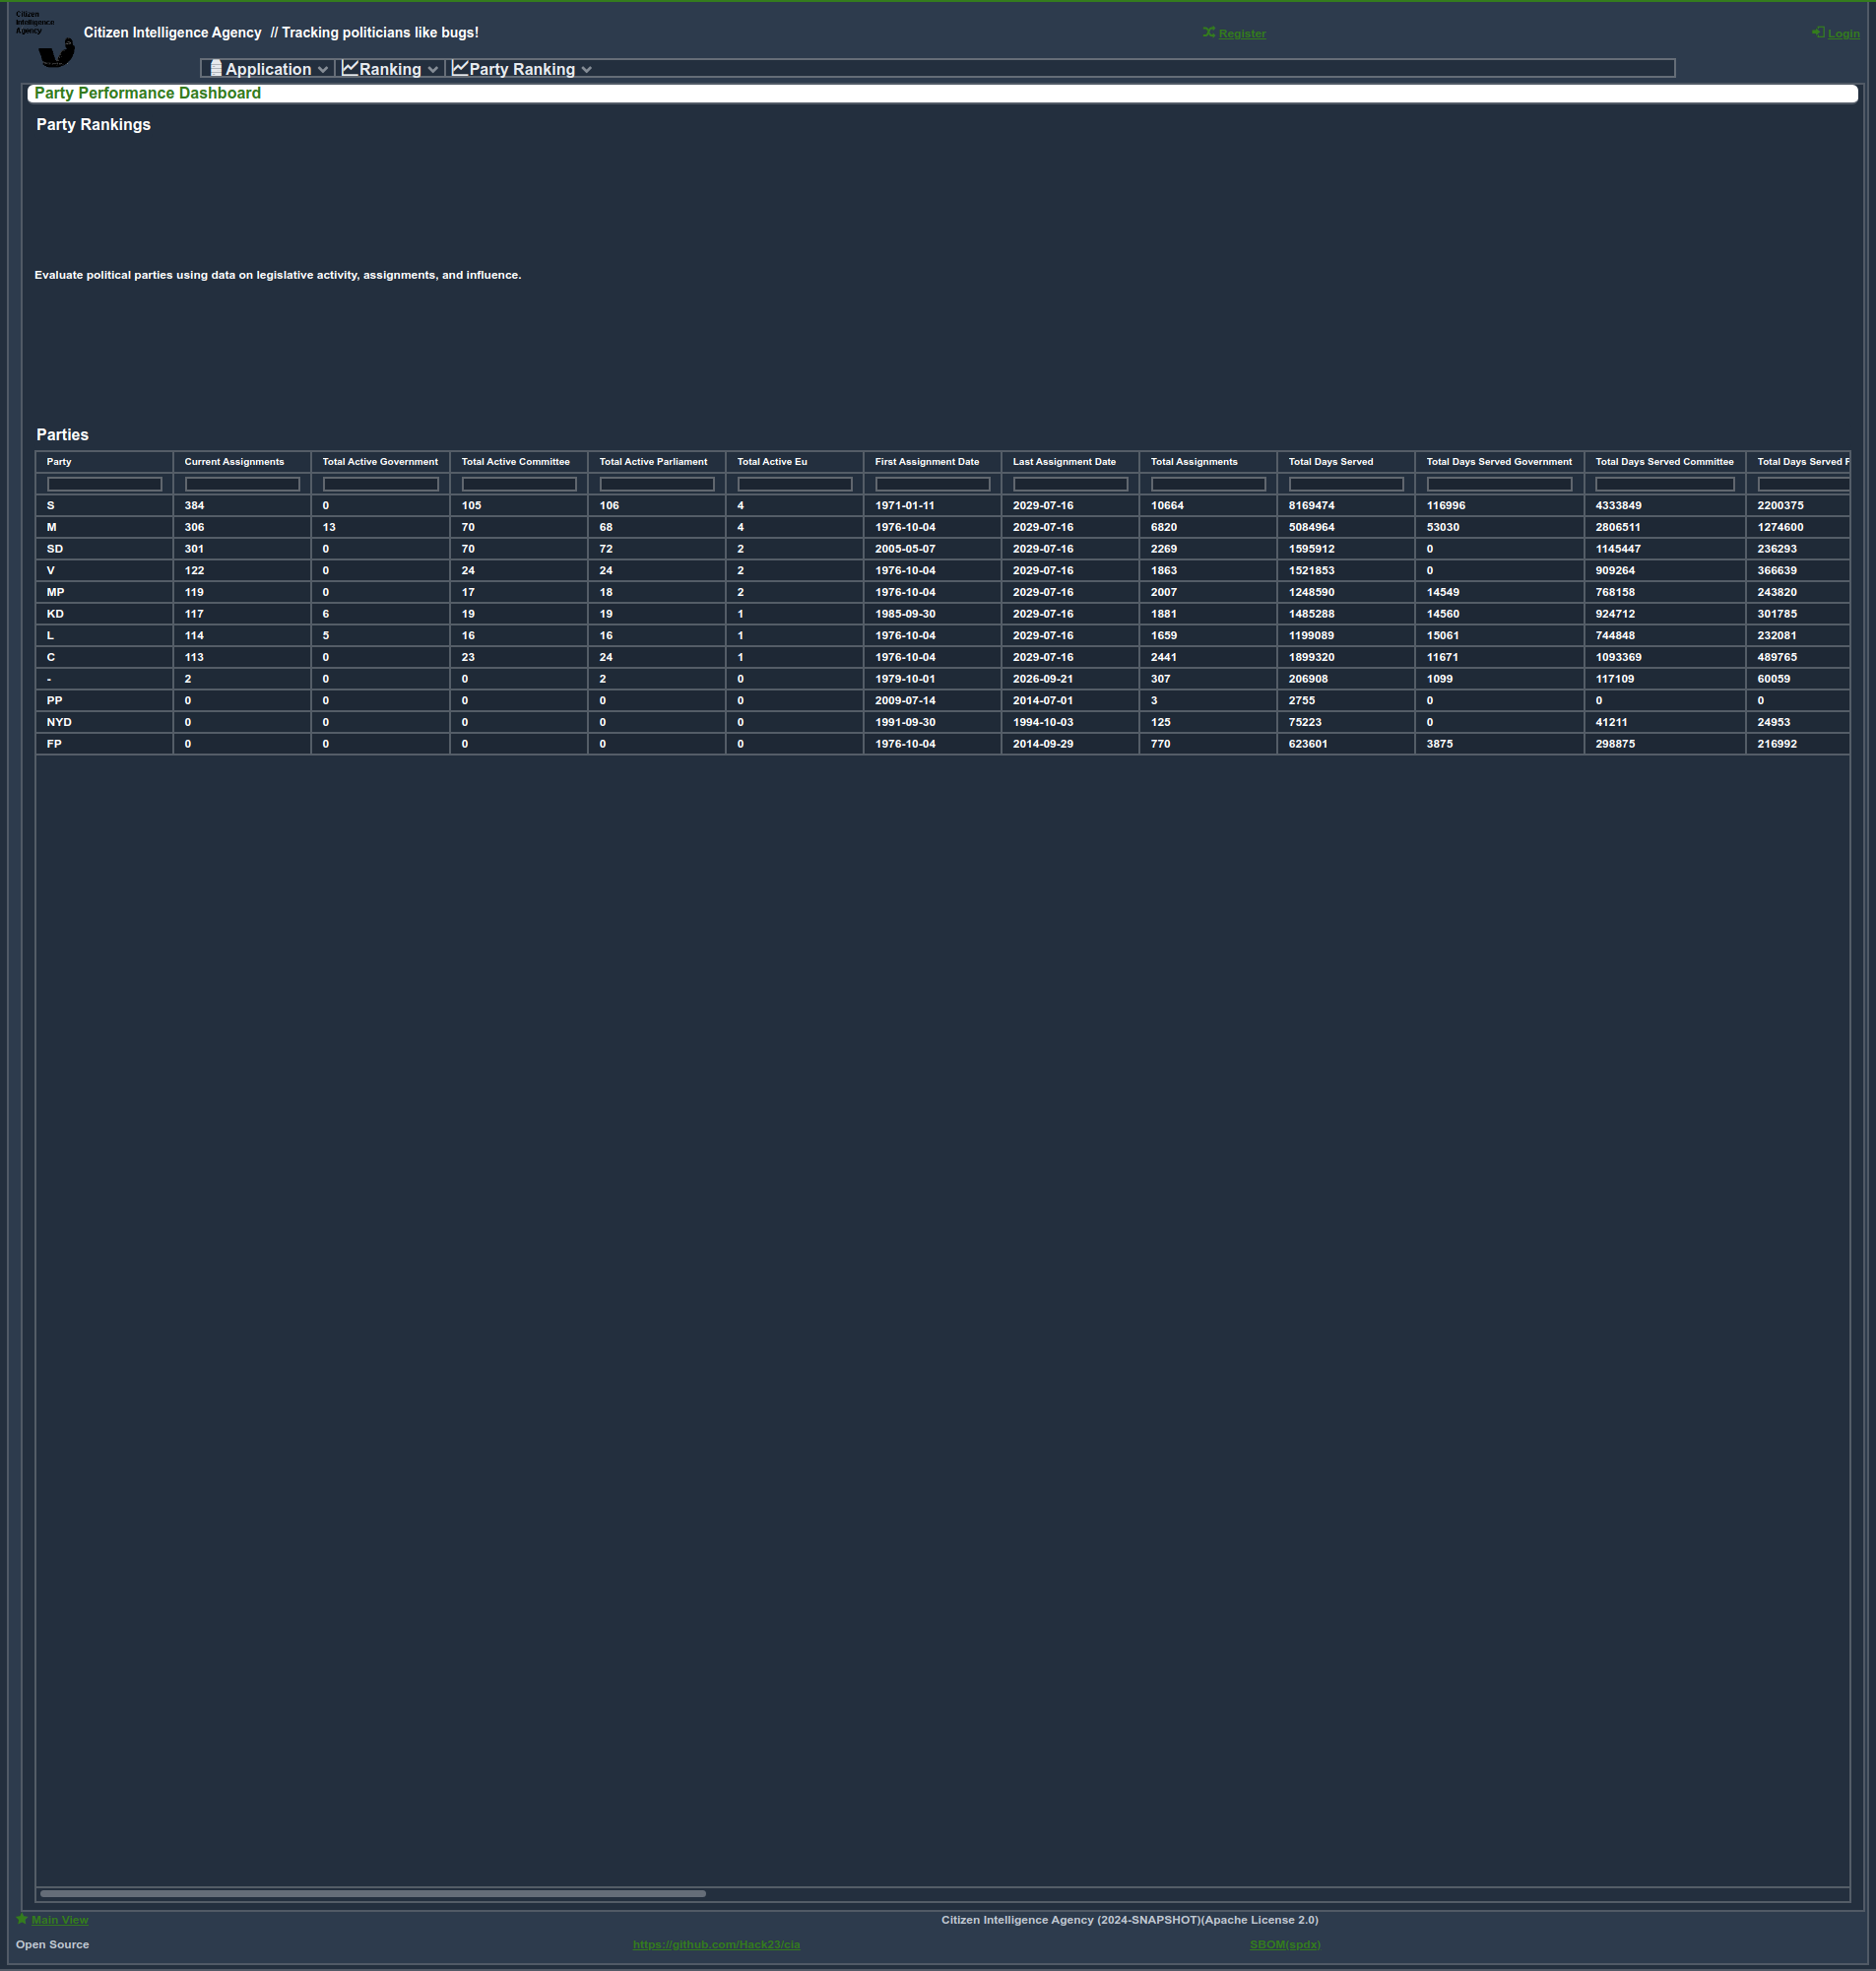 Citizen
Intelligence
Agency
Citizen Intelligence Agency // Tracking politicians like bugs!
Register
Login
Application
Ranking
Party Ranking
Party Performance Dashboard
Party Rankings
Evaluate political parties using data on legislative activity, assignments, and influence.
Parties
Party Current Assignments Total Active Government Total Active Committee Total Active Parliament Total Active Eu First Assignment Date Last Assignment Date Total Assignments Total Days Served Total Days Served Government Total Days Served Committee Total Days Served F
S 384 0 105 106 4 1971-01-11 2029-07-16 10664 8169474 116996 4333849 2200375
M 306 13 70 68 4 1976-10-04 2029-07-16 6820 5084964 53030 2806511 1274600
SD 301 0 70 72 2 2005-05-07 2029-07-16 2269 1595912 0 1145447 236293
V 122 0 24 24 2 1976-10-04 2029-07-16 1863 1521853 0 909264 366639
MP 119 0 17 18 2 1976-10-04 2029-07-16 2007 1248590 14549 768158 243820
KD 117 6 19 19 1 1985-09-30 2029-07-16 1881 1485288 14560 924712 301785
L 114 5 16 16 1 1976-10-04 2029-07-16 1659 1199089 15061 744848 232081
C 113 0 23 24 1 1976-10-04 2029-07-16 2441 1899320 11671 1093369 489765
- 2 0 0 2 0 1979-10-01 2026-09-21 307 206908 1099 117109 60059
PP 0 0 0 0 0 2009-07-14 2014-07-01 3 2755 0 0 0
NYD 0 0 0 0 0 1991-09-30 1994-10-03 125 75223 0 41211 24953
FP 0 0 0 0 0 1976-10-04 2014-09-29 770 623601 3875 298875 216992
Main View
Citizen Intelligence Agency (2024-SNAPSHOT)(Apache License 2.0)
Open Source
https://github.com/Hack23/cia
SBOM(spdx)